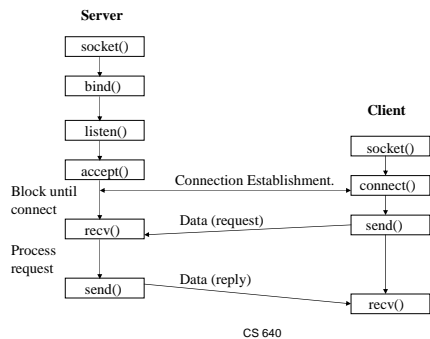 Server
socket()
bind()
listen()
accept()
Block until
connect
recv()
Process
request
send()
Connection Establishment.
Data (request)
Data (reply)
Client
socket()
connect()
send()
recv()
CS 640